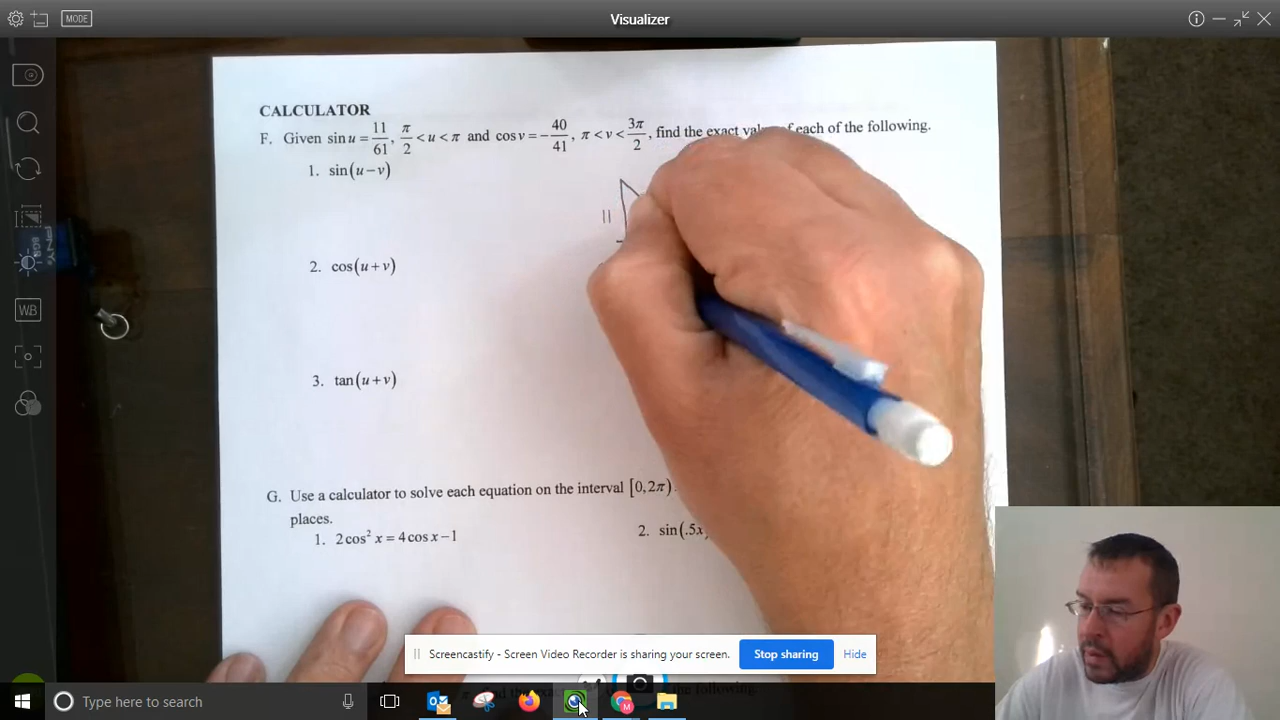 MODE
Visualizer
CALCULATOR
F. Given sin u = 11/61, π/2 < u < π and cos v = −40/41, π < v < 3π/2, find the exact value of each of the following.
1. sin(u−v)
11
2. cos(u+v)
3. tan(u+v)
G. Use a calculator to solve each equation on the interval [0,2π).
places.
1. 2cos² x = 4cos x −1
2. sin(.5x)
WB
Screencastify - Screen Video Recorder is sharing your screen.
Stop sharing
Hide
Type here to search